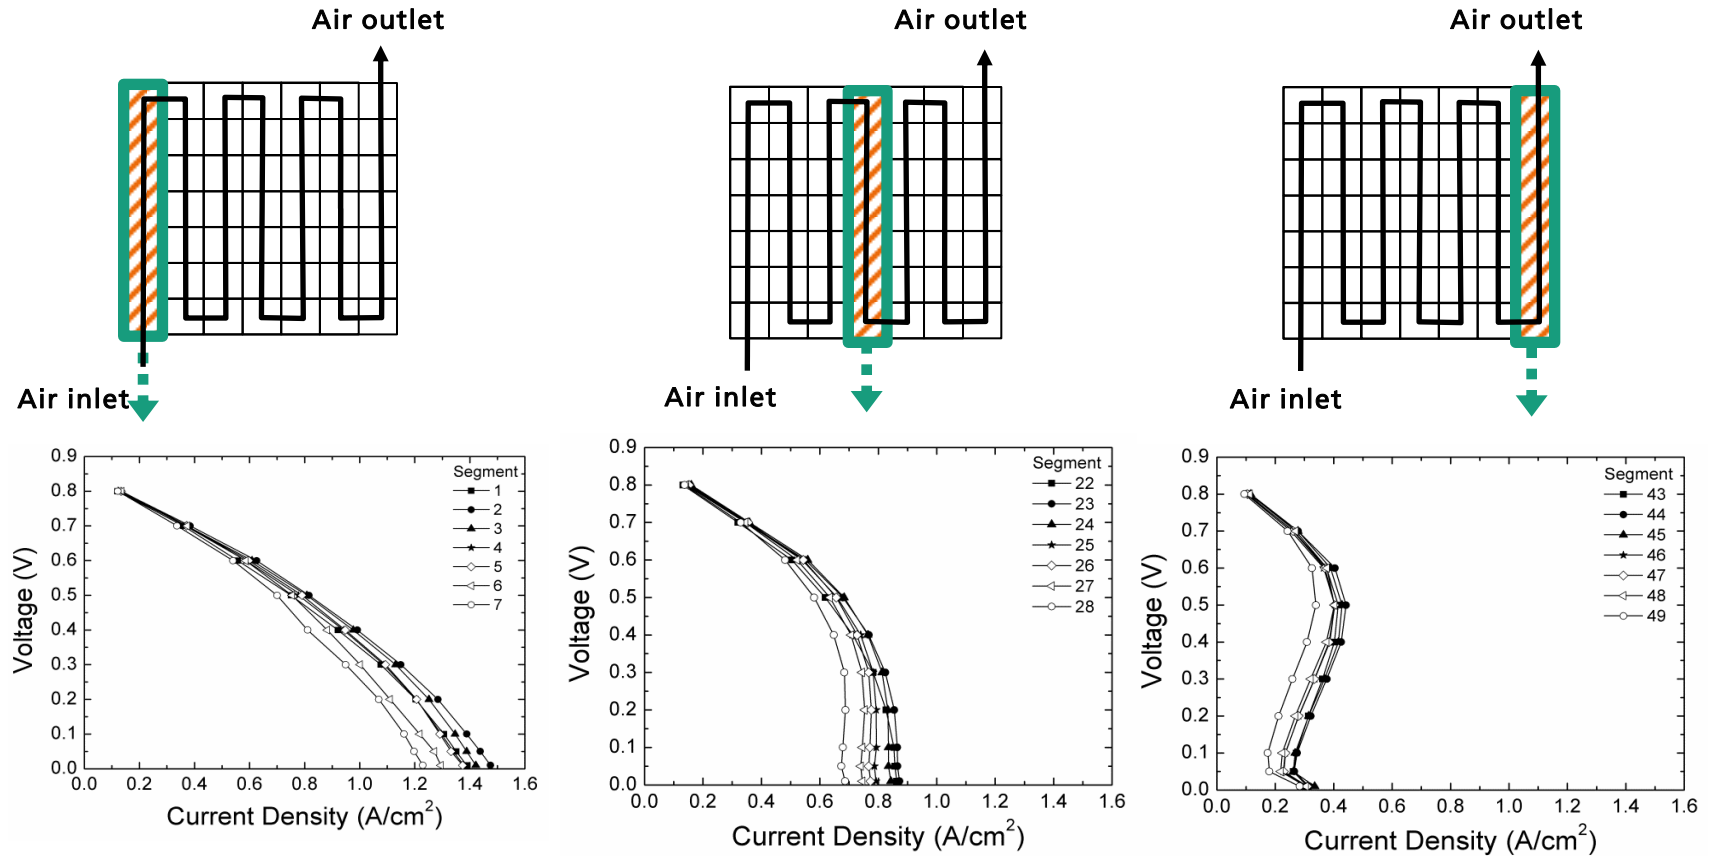 Air outlet
Air outlet
Air outlet
Air inlet
Air inlet
Air inlet
0.9
0.8
0.7
0.6
0.5
0.4
0.3
0.2
0.1
0.0
Voltage (V)
Segment
1
2
3
4
5
6
7
0.0 0.2 0.4 0.6 0.8 1.0 1.2 1.4 1.6
Current Density (A/cm²)
0.9
0.8
0.7
0.6
0.5
0.4
0.3
0.2
0.1
0.0
Voltage (V)
Segment
22
23
24
25
26
27
28
0.0 0.2 0.4 0.6 0.8 1.0 1.2 1.4 1.6
Current Density (A/cm²)
0.9
0.8
0.7
0.6
0.5
0.4
0.3
0.2
0.1
0.0
Voltage (V)
Segment
43
44
45
46
47
48
49
0.0 0.2 0.4 0.6 0.8 1.0 1.2 1.4 1.6
Current Density (A/cm²)